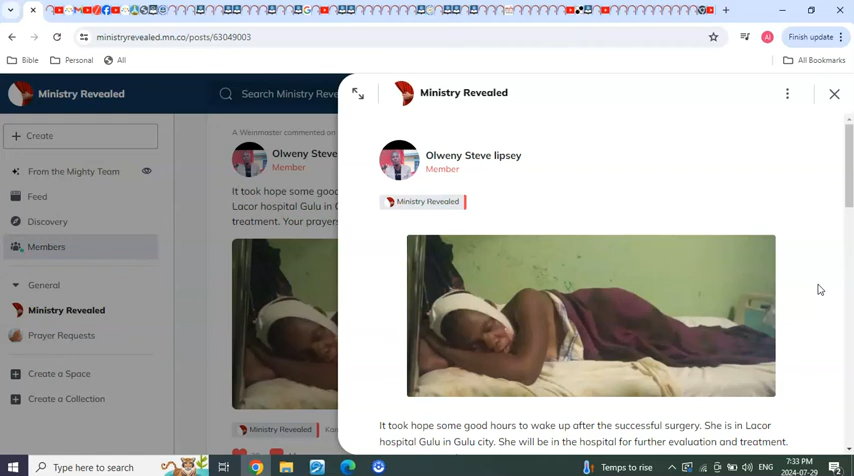 Finish update
ministryrevealed.mn.co/posts/63049003
Bible
Personal
All
All Bookmarks
Ministry Revealed
Search Ministry Reve
Ministry Revealed
Create
A Weinmaster commented on
Olweny Steve
Member
Olweny Steve lipsey
Member
From the Mighty Team
Feed
It took hope some good
Lacor hospital Gulu in C
treatment. Your prayers
Ministry Revealed
Discovery
Members
General
Ministry Revealed
Prayer Requests
Create a Space
Create a Collection
Ministry Revealed
It took hope some good hours to wake up after the successful surgery. She is in Lacor
hospital Gulu in Gulu city. She will be in the hospital for further evaluation and treatment.
Type here to search
Temps to rise
ENG
7:33 PM
2024-07-29
2